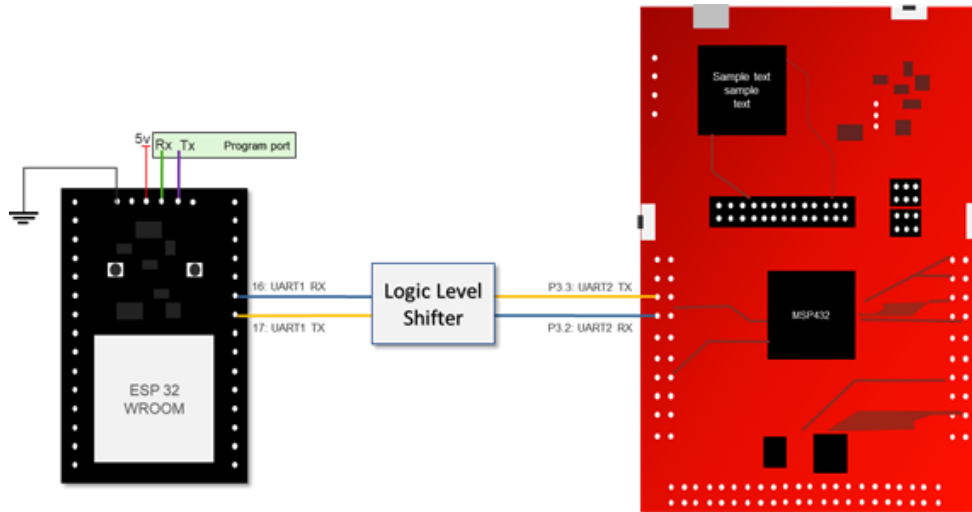 Sample text
sample
text
5v
Rx Tx Program port
16: UART1 RX
17: UART1 TX
Logic Level
Shifter
P3.3: UART2 TX
P3.2: UART2 RX
MSP432
ESP 32
WROOM